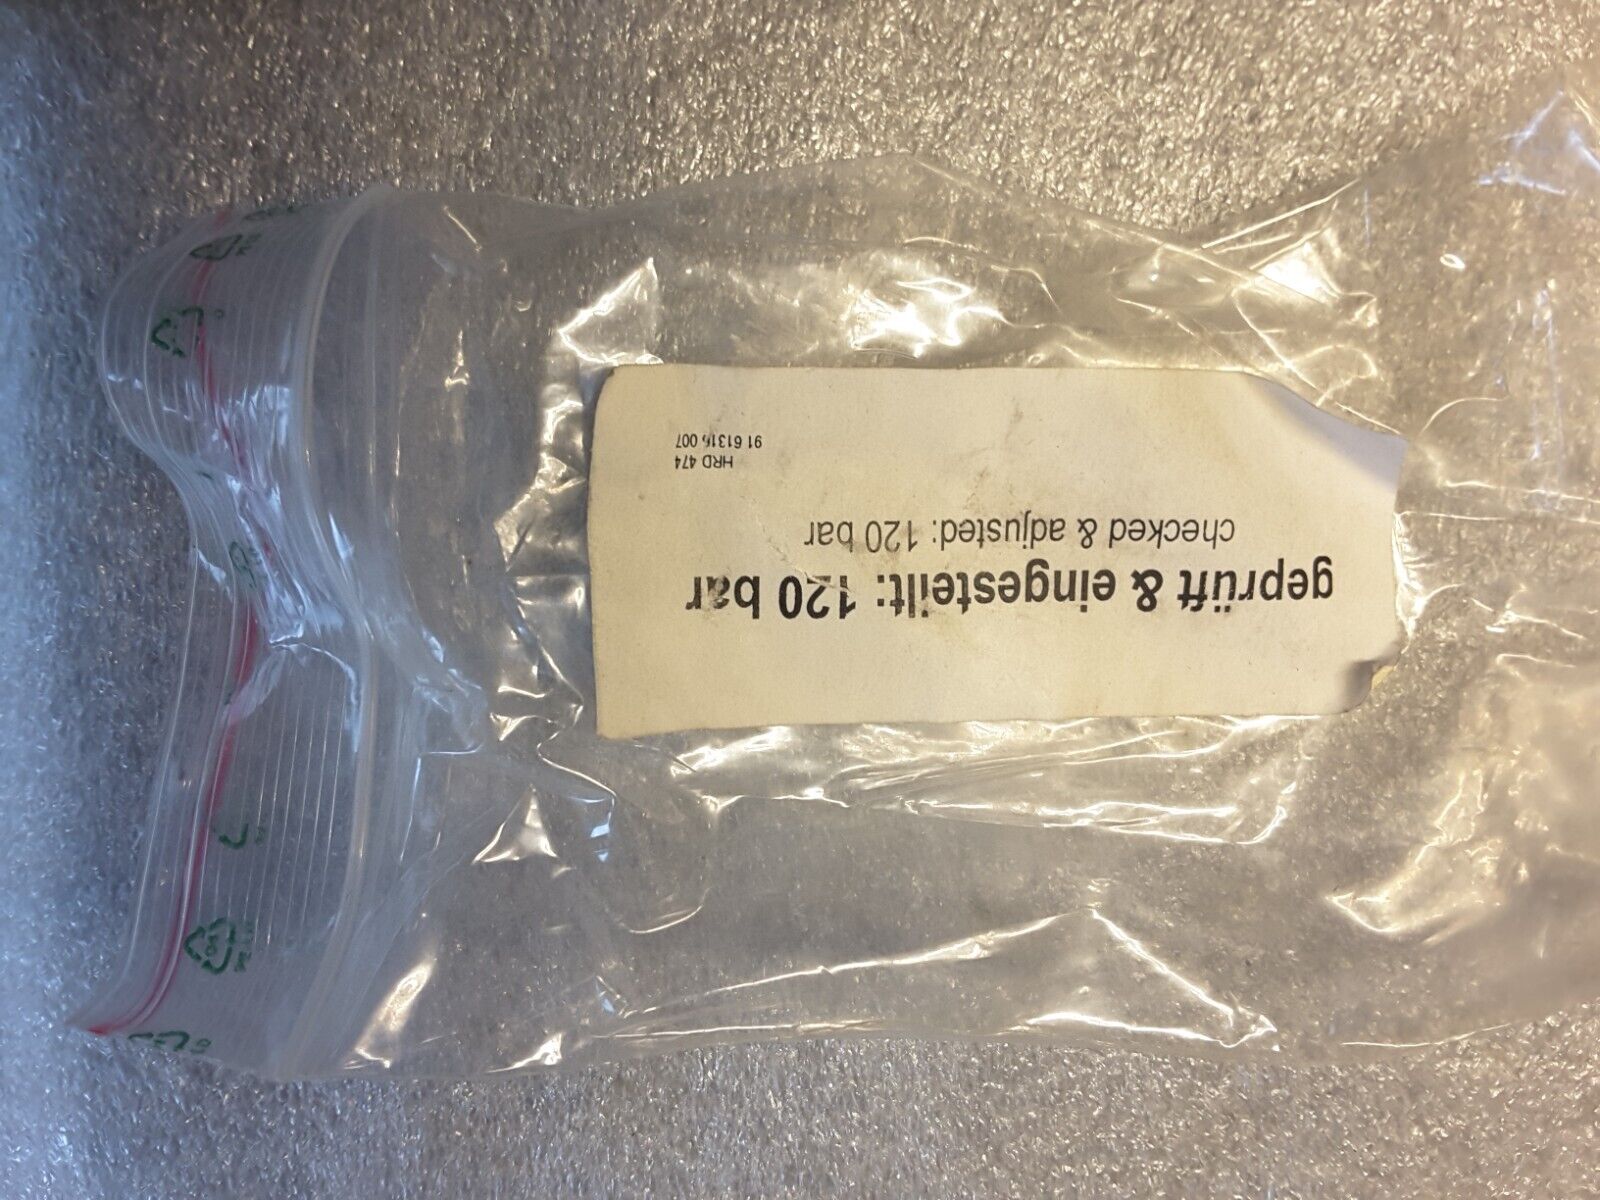 geprüft & eingestellt: 120 bar
checked & adjusted: 120 bar
HRD 474
91 61316 007